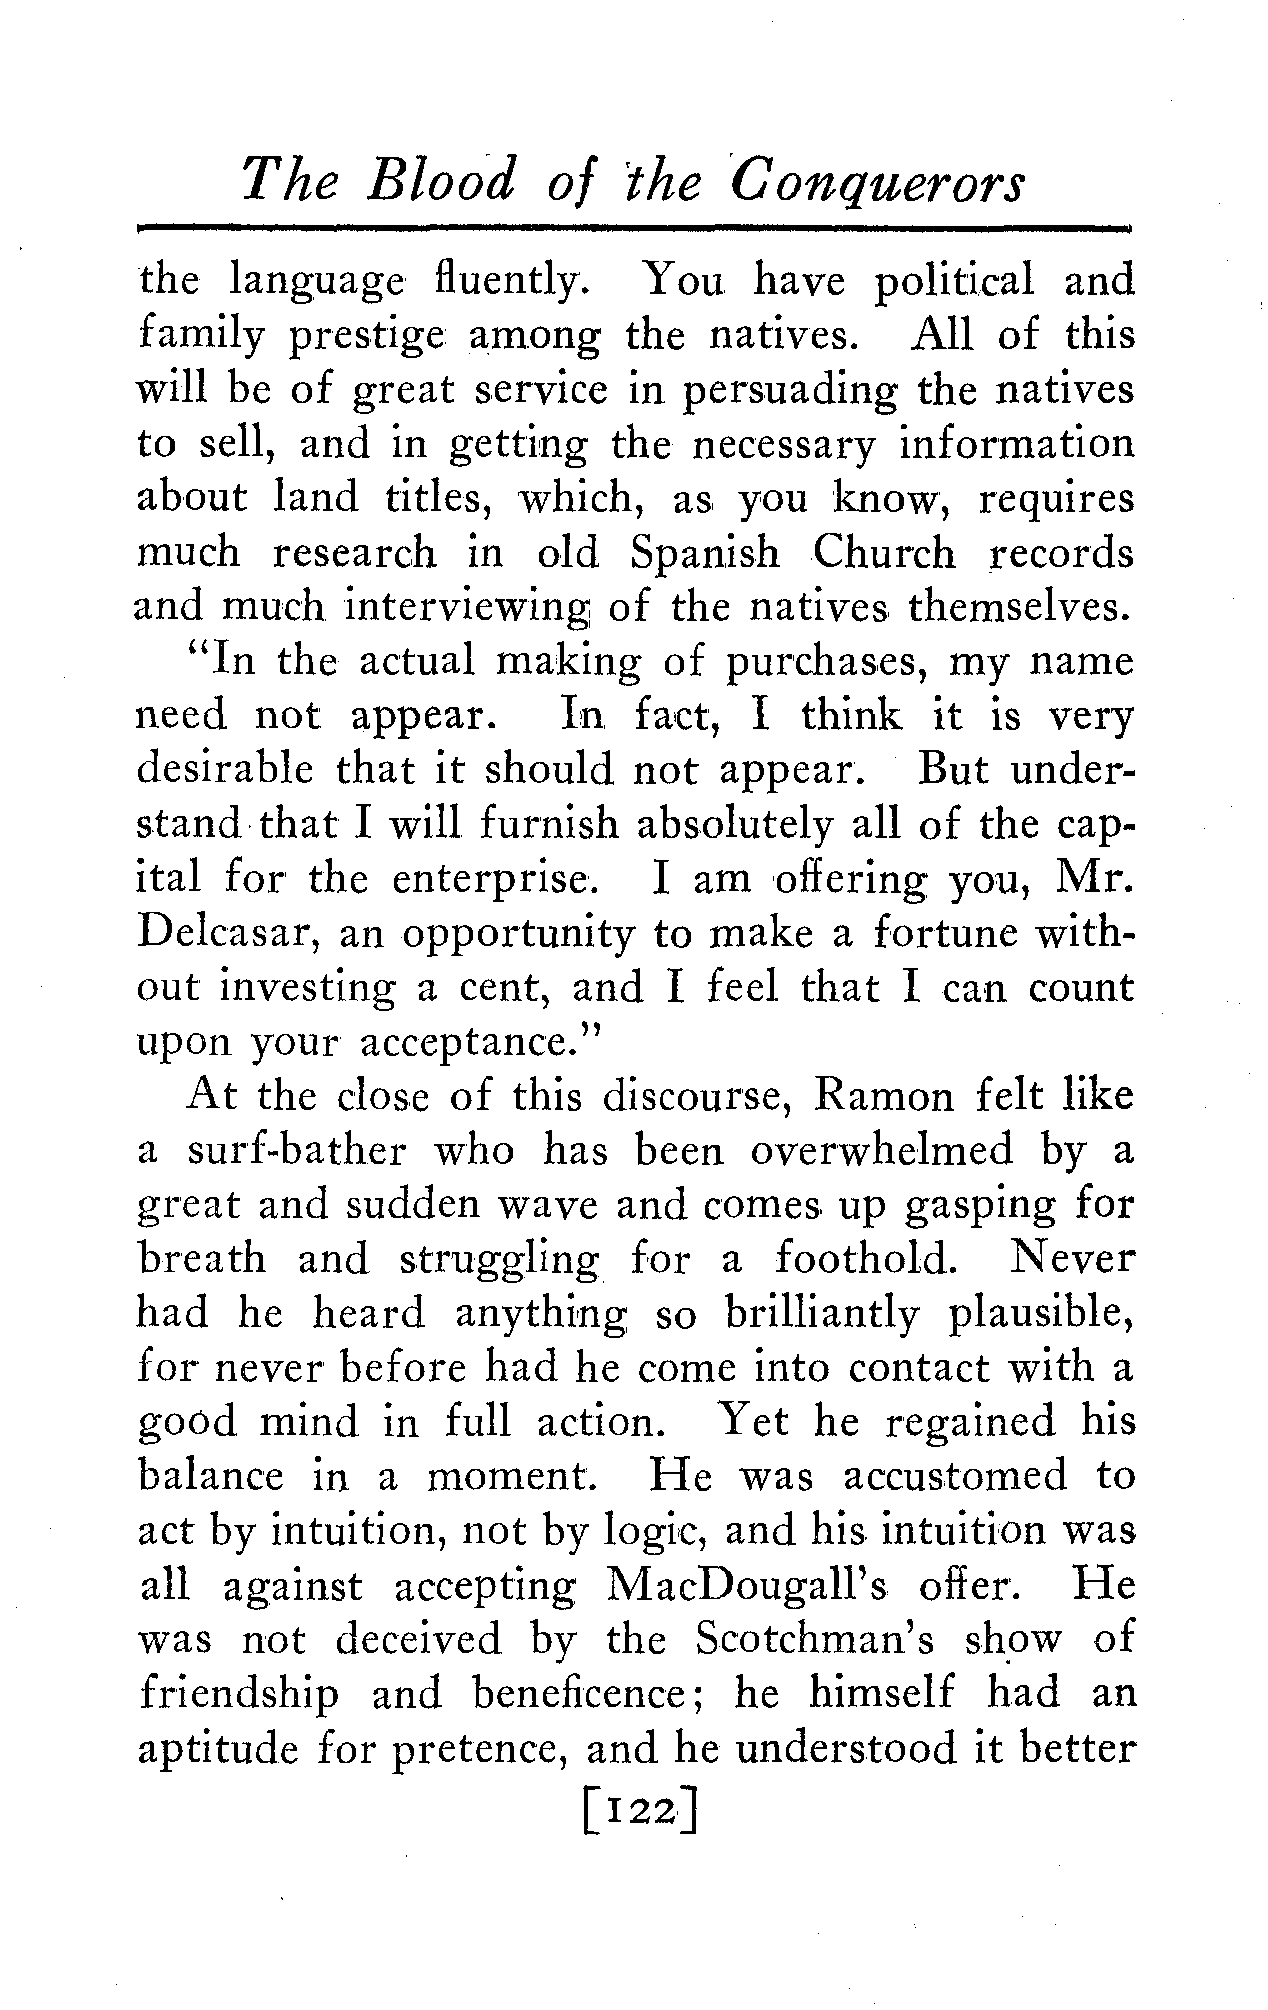 The Blood of the Conquerors
the language fluently. You have political and
family prestige among the natives. All of this
will be of great service in persuading the natives
to sell, and in getting the necessary information
about land titles, which, as you know, requires
much research in old Spanish Church records
and much interviewing of the natives themselves.
"In the actual making of purchases, my name
need not appear. In fact, I think it is very
desirable that it should not appear. But under-
stand that I will furnish absolutely all of the cap-
ital for the enterprise. I am offering you, Mr.
Delcasar, an opportunity to make a fortune with-
out investing a cent, and I feel that I can count
upon your acceptance."
At the close of this discourse, Ramon felt like
a surf-bather who has been overwhelmed by a
great and sudden wave and comes up gasping for
breath and struggling for a foothold. Never
had he heard anything so brilliantly plausible,
for never before had he come into contact with a
good mind in full action. Yet he regained his
balance in a moment. He was accustomed to
act by intuition, not by logic, and his intuition was
all against accepting MacDougall's offer. He
was not deceived by the Scotchman's show of
friendship and beneficence; he himself had an
aptitude for pretence, and he understood it better
[122]